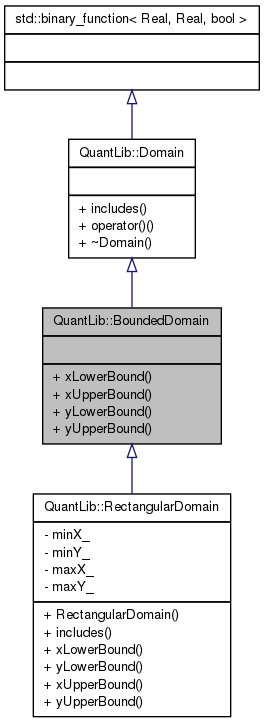 std::binary_function< Real, Real, bool >
QuantLib::Domain
+ includes()
+ operator()()
+ ~Domain()
QuantLib::BoundedDomain
+ xLowerBound()
+ xUpperBound()
+ yLowerBound()
+ yUpperBound()
QuantLib::RectangularDomain
- minX_
- minY_
- maxX_
- maxY_
+ RectangularDomain()
+ includes()
+ xLowerBound()
+ yLowerBound()
+ xUpperBound()
+ yUpperBound()